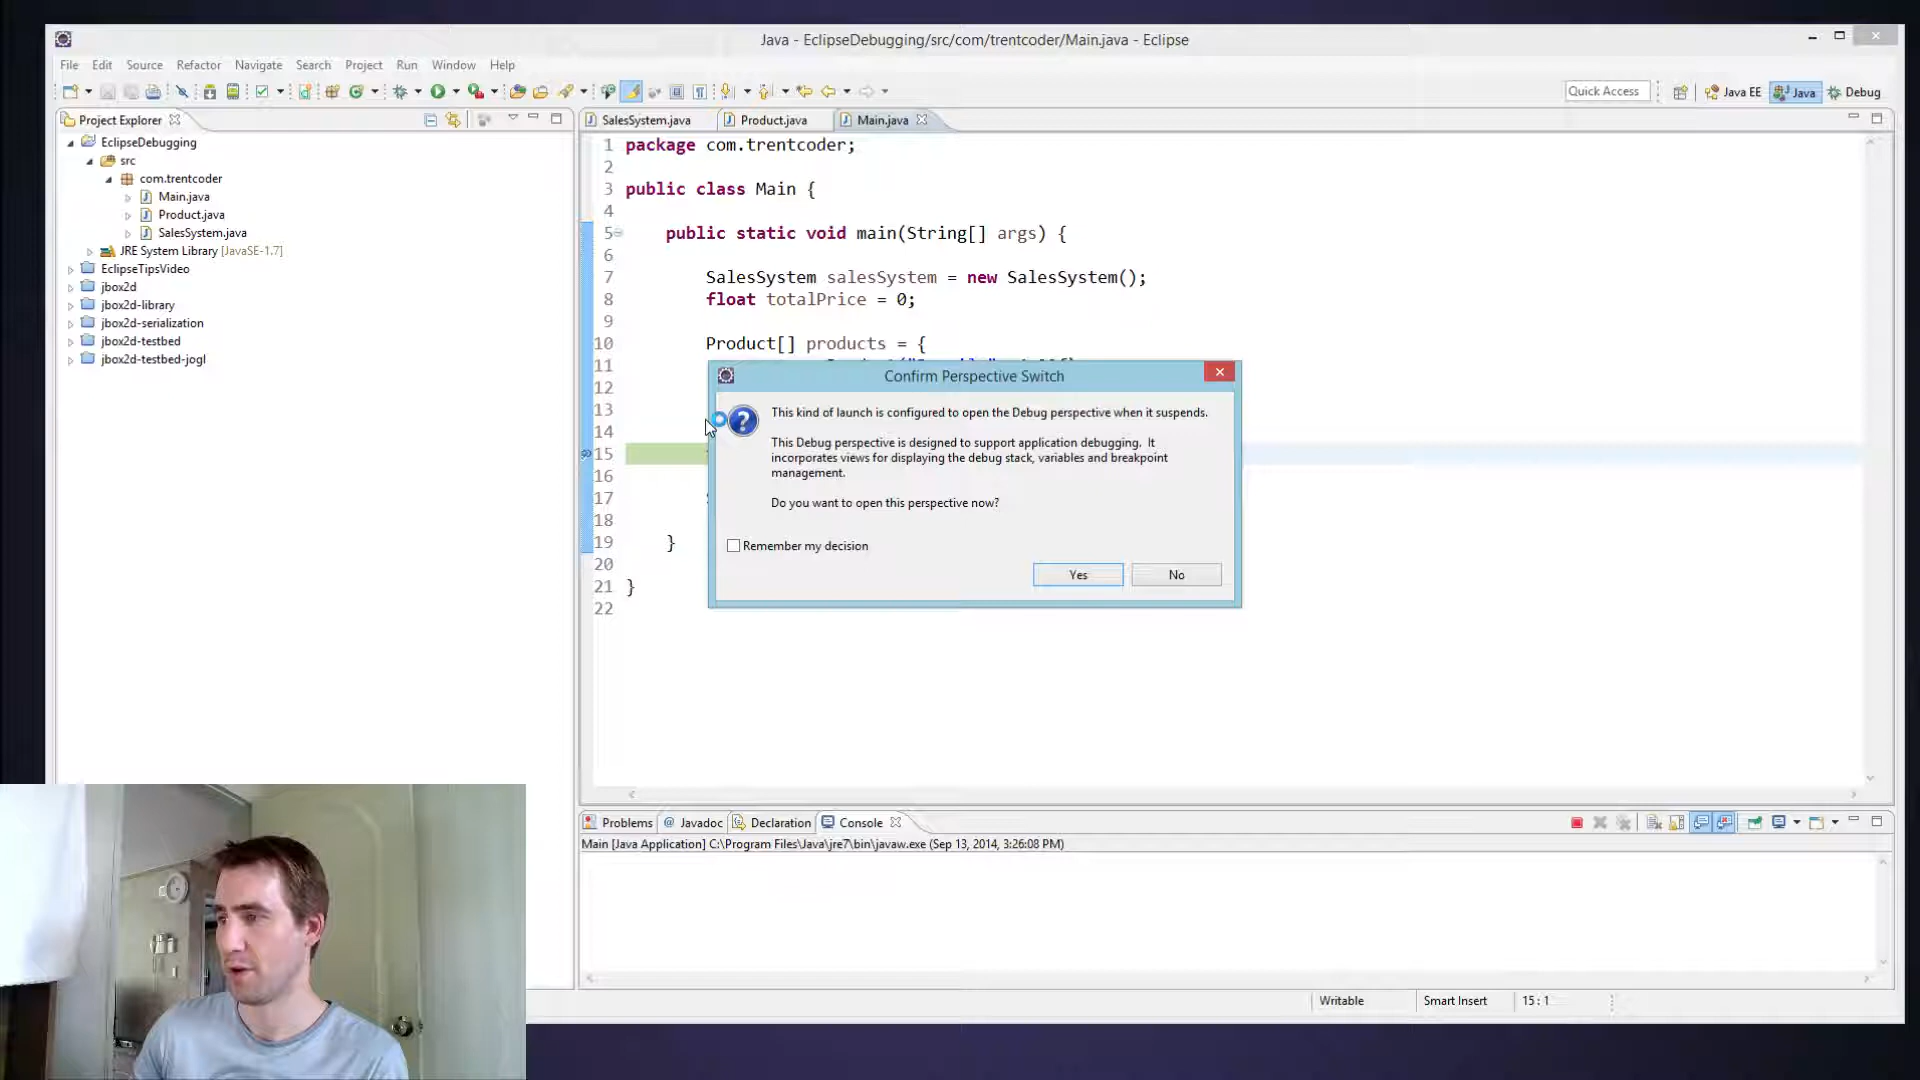 Java - EclipseDebugging/src/com/trentcoder/Main.java - Eclipse
File Edit Source Refactor Navigate Search Project Run Window Help
Quick Access Java EE Java Debug
Project Explorer
EclipseDebugging
src
com.trentcoder
Main.java
Product.java
SalesSystem.java
JRE System Library [JavaSE-1.7]
EclipseTipsVideo
jbox2d
jbox2d-library
jbox2d-serialization
jbox2d-testbed
jbox2d-testbed-jogl
SalesSystem.java Product.java Main.java
1 package com.trentcoder;
2
3 public class Main {
4
5 public static void main(String[] args) {
6
7 SalesSystem salesSystem = new SalesSystem();
8 float totalPrice = 0;
9
10 Product[] products = {
11
12
13
14
15
16
17
18
19 }
20
21 }
22
Confirm Perspective Switch
This kind of launch is configured to open the Debug perspective when it suspends.
This Debug perspective is designed to support application debugging. It
incorporates views for displaying the debug stack, variables and breakpoint
management.
Do you want to open this perspective now?
Remember my decision
Yes No
Problems @ Javadoc Declaration Console
Main [Java Application] C:\Program Files\Java\jre7\bin\javaw.exe (Sep 13, 2014, 3:26:08 PM)
Writable Smart Insert 15 : 1